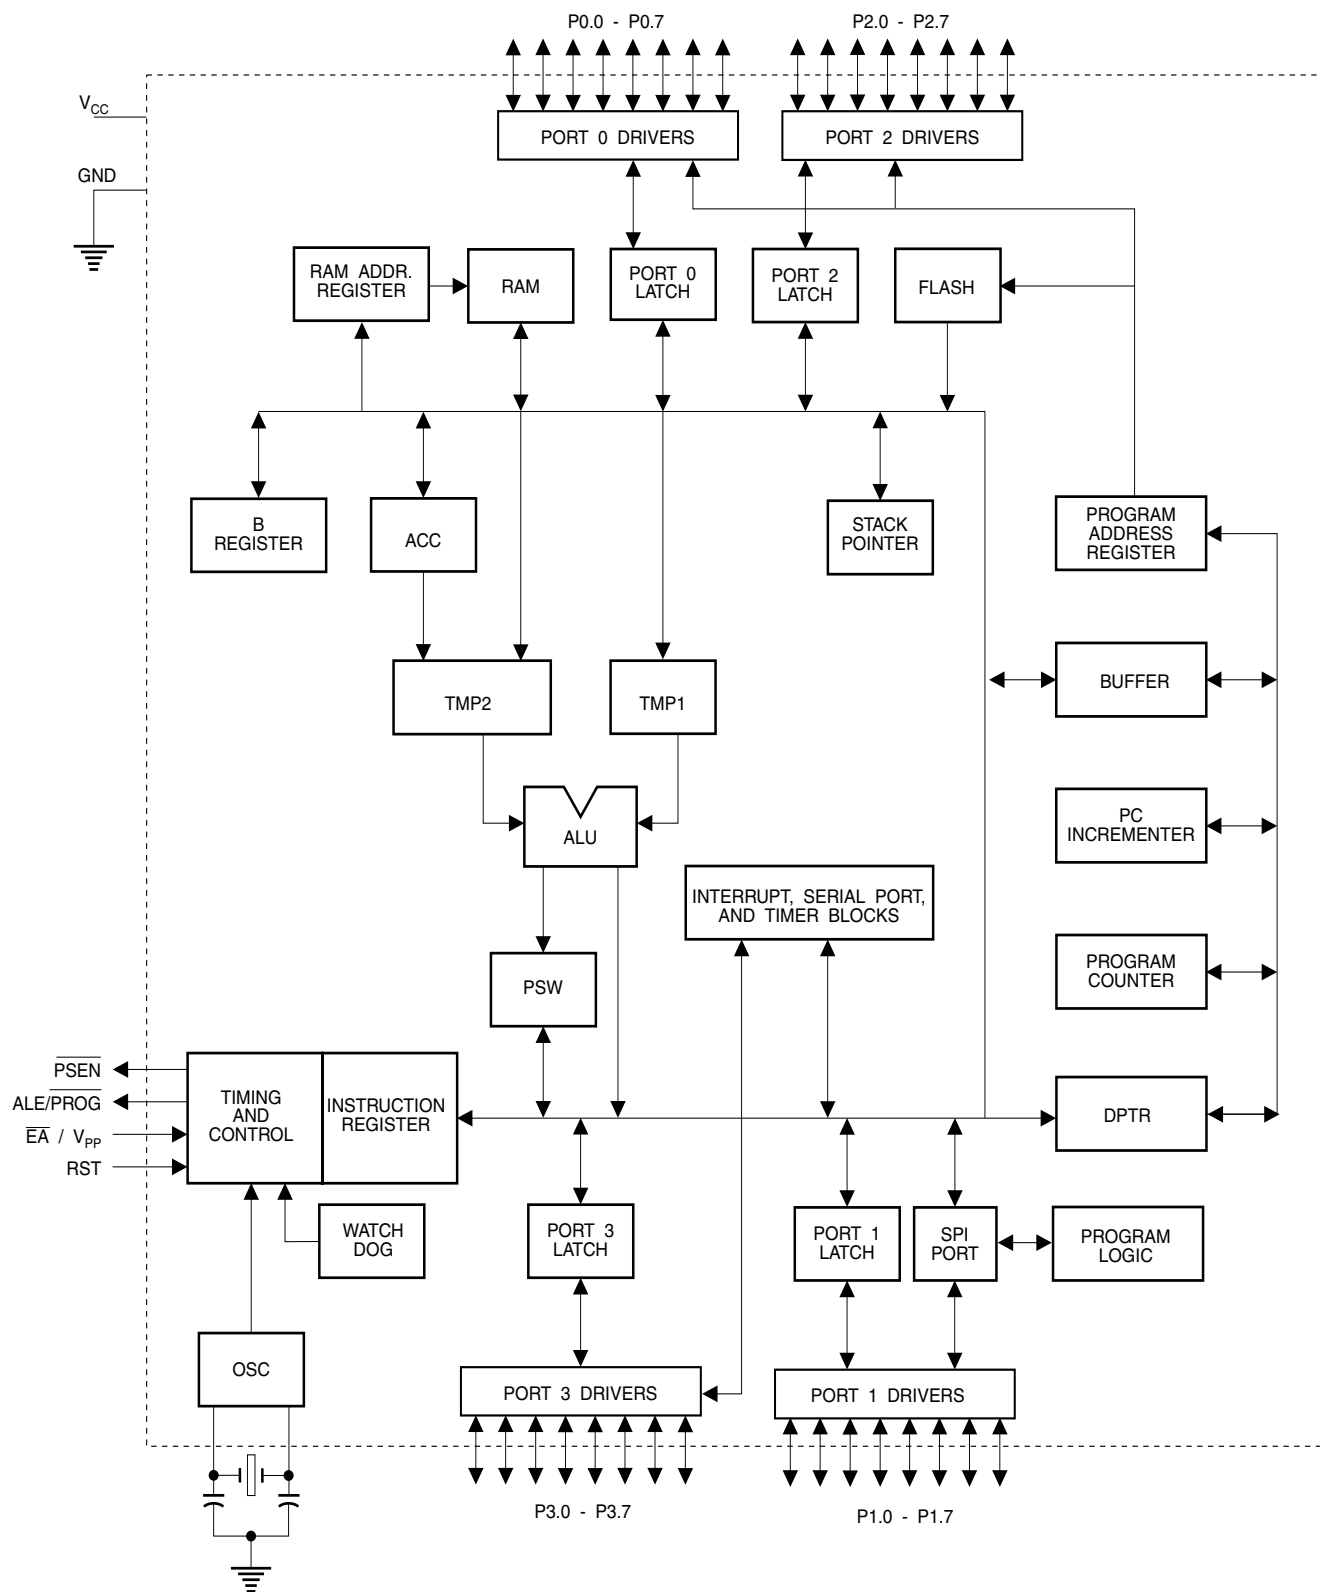 P0.0 - P0.7
P2.0 - P2.7
VCC
GND
PORT 0 DRIVERS
PORT 2 DRIVERS
RAM ADDR.
REGISTER
RAM
PORT 0
LATCH
PORT 2
LATCH
FLASH
B
REGISTER
ACC
STACK
POINTER
PROGRAM
ADDRESS
REGISTER
TMP2
TMP1
BUFFER
ALU
PC
INCREMENTER
INTERRUPT, SERIAL PORT,
AND TIMER BLOCKS
PSW
PROGRAM
COUNTER
PSEN
ALE/PROG
EA / VPP
RST
TIMING
AND
CONTROL
INSTRUCTION
REGISTER
DPTR
WATCH
DOG
PORT 3
LATCH
PORT 1
LATCH
SPI
PORT
PROGRAM
LOGIC
OSC
PORT 3 DRIVERS
PORT 1 DRIVERS
P3.0 - P3.7
P1.0 - P1.7